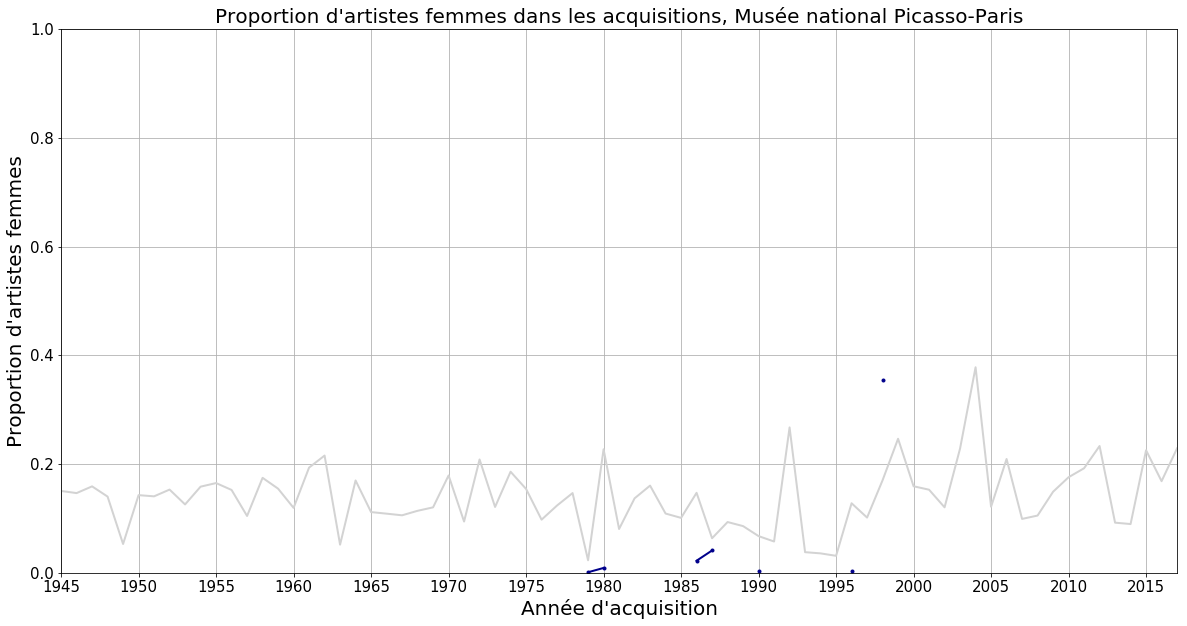 Proportion d'artistes femmes dans les acquisitions, Musée national Picasso-Paris
1.0
0.8
0.6
0.4
0.2
0.0
Proportion d'artistes femmes
1945 1950 1955 1960 1965 1970 1975 1980 1985 1990 1995 2000 2005 2010 2015
Année d'acquisition